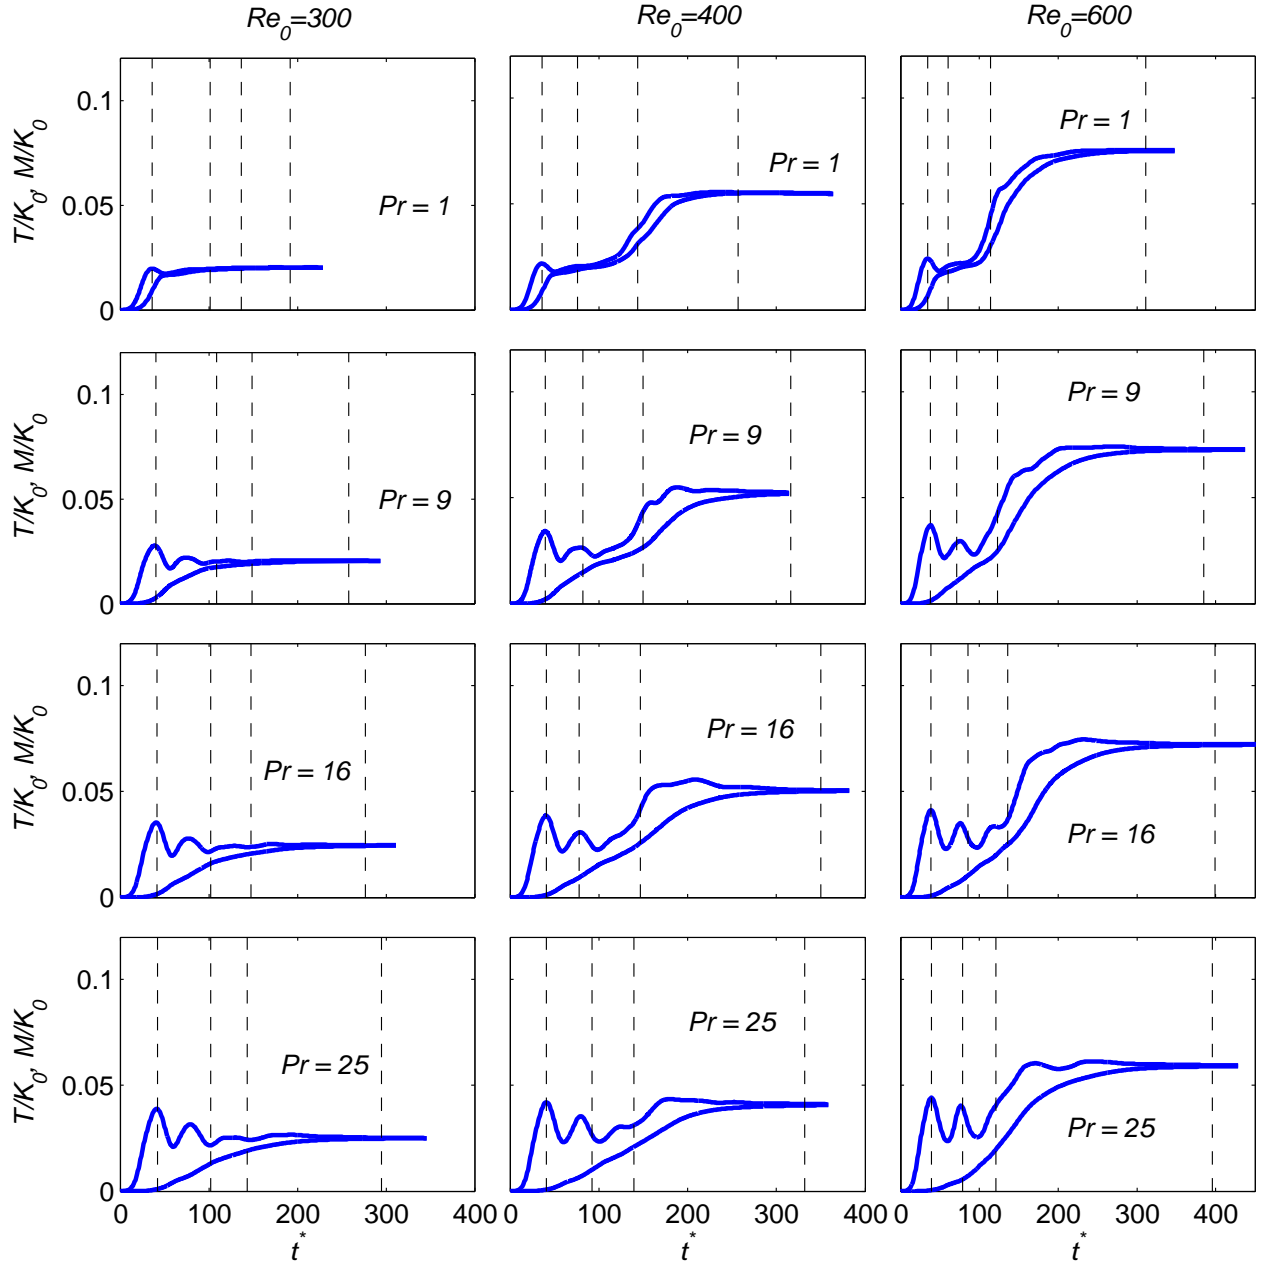 Re0=300 Re0=400 Re0=600
T/K0, M/K0
0.1
0.05
0
Pr = 1
Pr = 1
Pr = 1
T/K0, M/K0
0.1
0.05
0
Pr = 9
Pr = 9
Pr = 9
T/K0, M/K0
0.1
0.05
0
Pr = 16
Pr = 16
Pr = 16
T/K0, M/K0
0.1
0.05
0
Pr = 25
Pr = 25
Pr = 25
0 100 200 300 400 0 100 200 300 400 0 100 200 300 400
t* t* t*